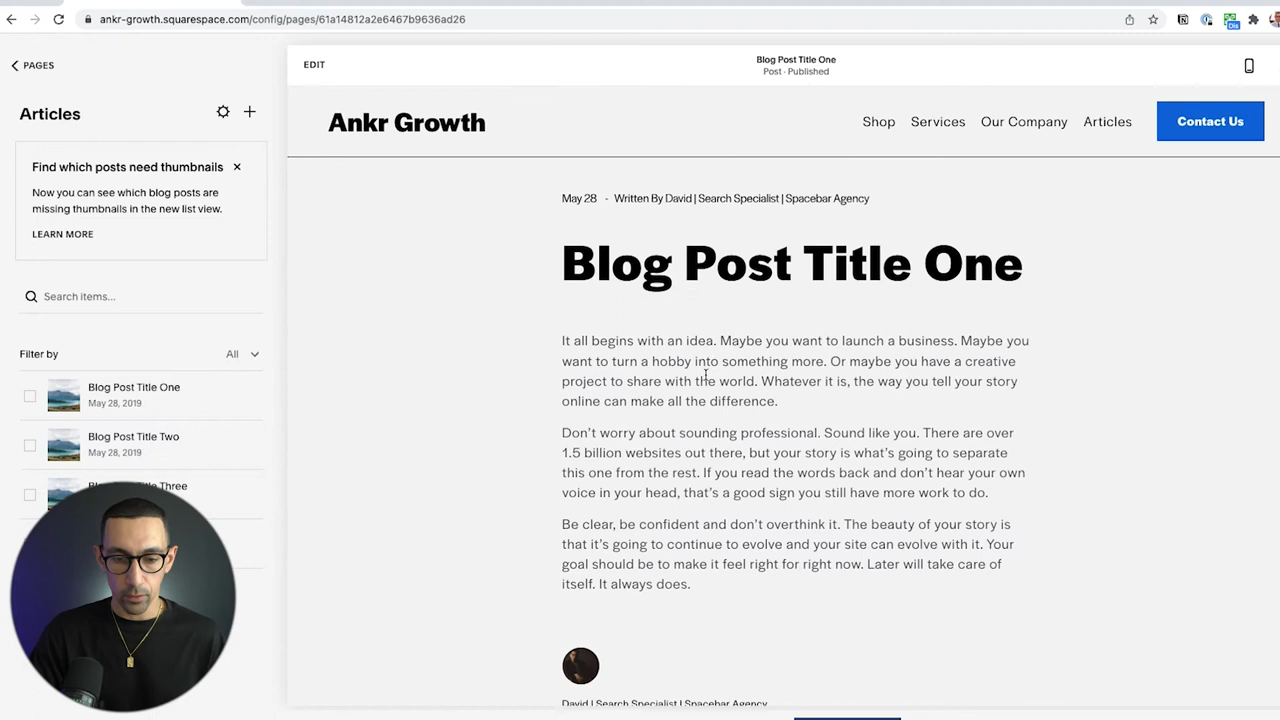 ankr-growth.squarespace.com/config/pages/61a14812a2e6467b9636ad26
Dis
PAGES
Articles
Find which posts need thumbnails
Now you can see which blog posts are
missing thumbnails in the new list view.
LEARN MORE
Search items...
Filter by
All
Blog Post Title One
May 28, 2019
Blog Post Title Two
May 28, 2019
Title Three
EDIT
Blog Post Title One
Post · Published
Ankr Growth
Shop
Services
Our Company
Articles
Contact Us
May 28 - Written By David | Search Specialist | Spacebar Agency
Blog Post Title One
It all begins with an idea. Maybe you want to launch a business. Maybe you
want to turn a hobby into something more. Or maybe you have a creative
project to share with the world. Whatever it is, the way you tell your story
online can make all the difference.
Don’t worry about sounding professional. Sound like you. There are over
1.5 billion websites out there, but your story is what’s going to separate
this one from the rest. If you read the words back and don’t hear your own
voice in your head, that’s a good sign you still have more work to do.
Be clear, be confident and don’t overthink it. The beauty of your story is
that it’s going to continue to evolve and your site can evolve with it. Your
goal should be to make it feel right for right now. Later will take care of
itself. It always does.
David | Search Specialist | Spacebar Agency